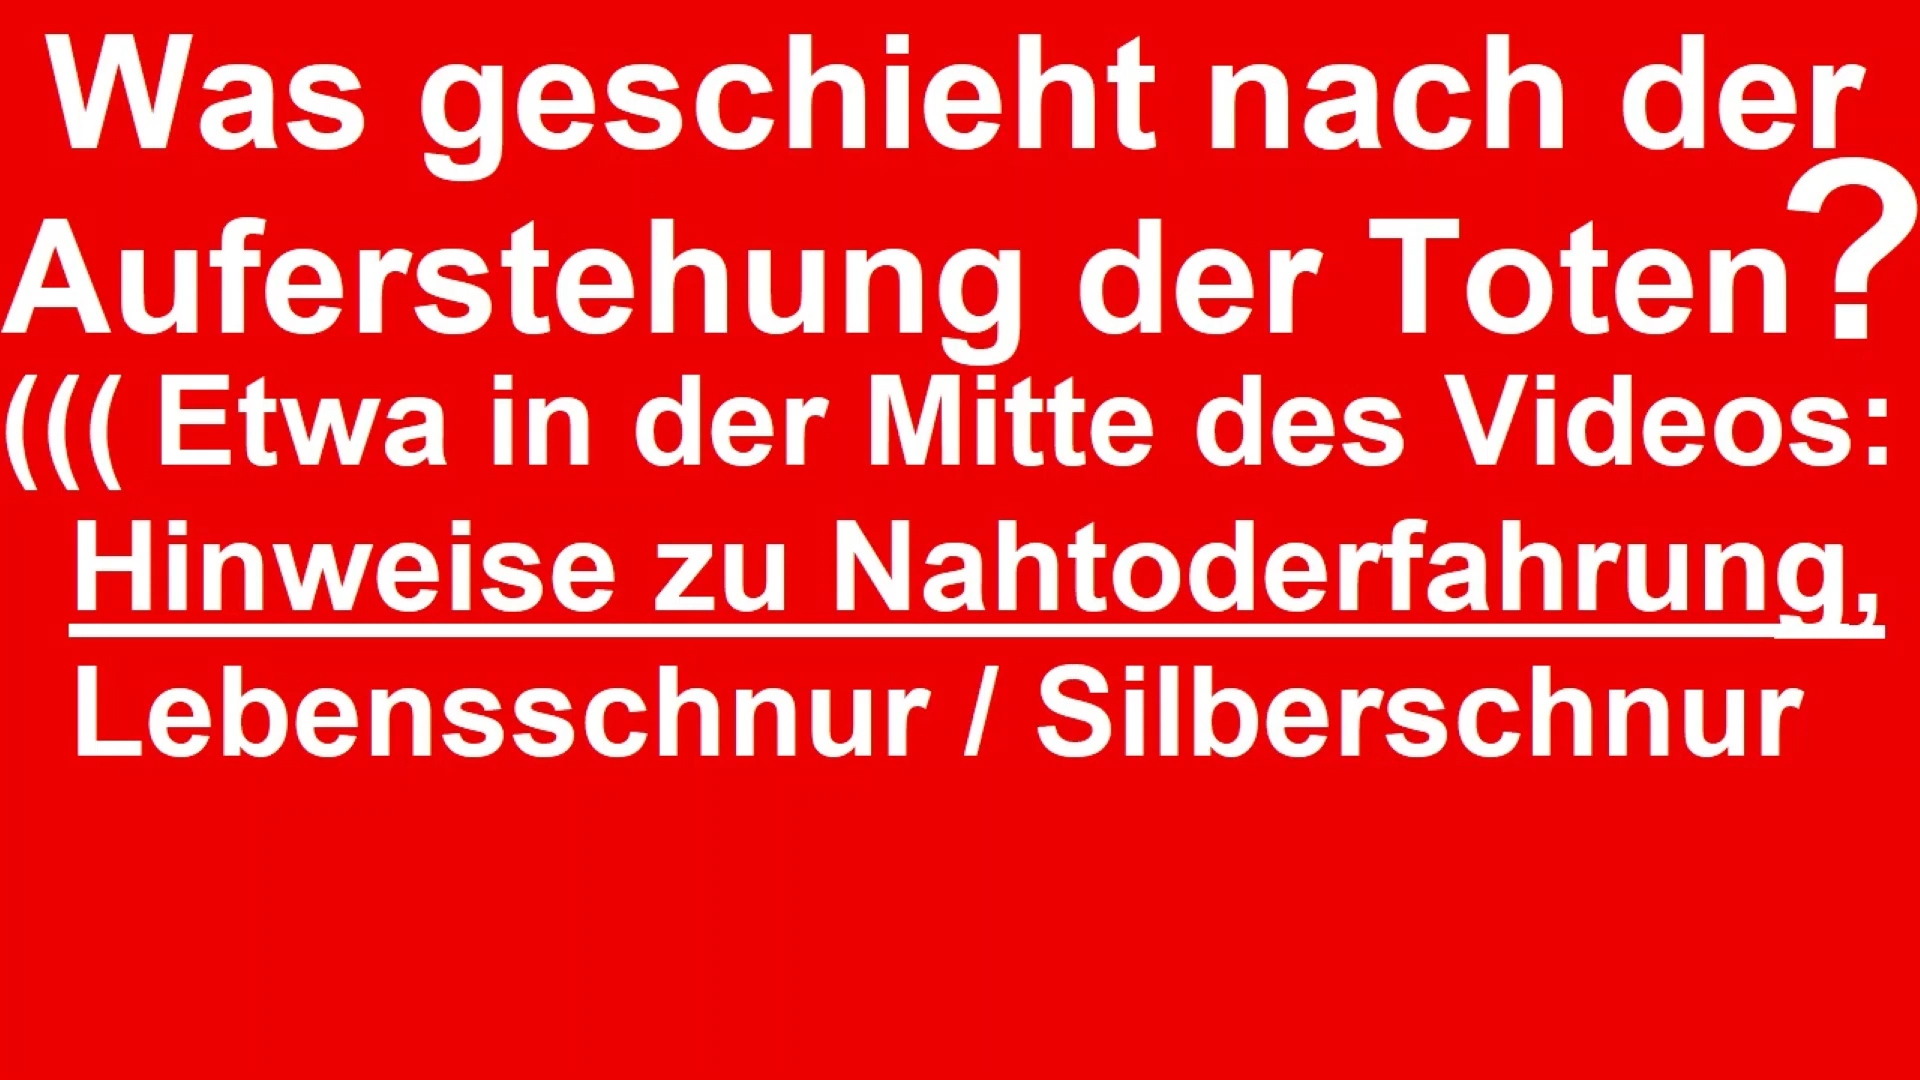 Was geschieht nach der
Auferstehung der Toten?
((( Etwa in der Mitte des Videos:
Hinweise zu Nahtoderfahrung,
Lebensschnur / Silberschnur